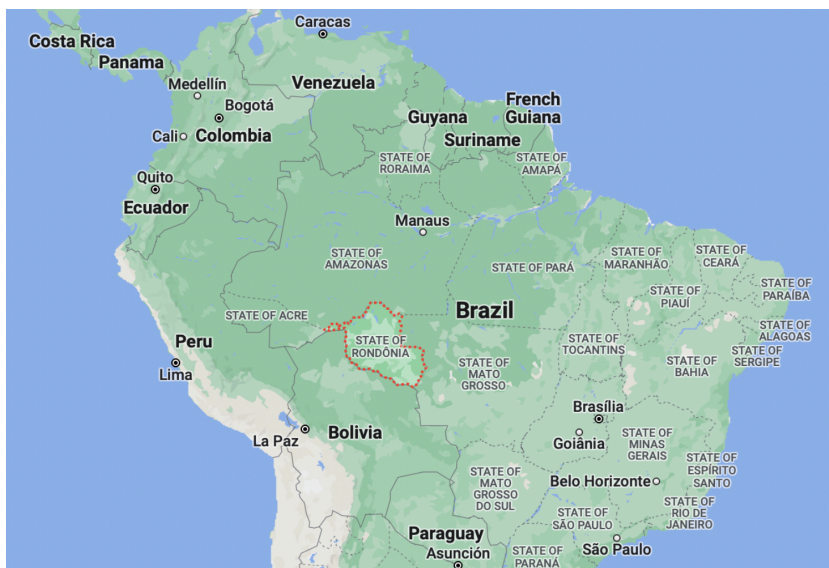 Caracas
Costa Rica
Panama
Medellín
Venezuela
Bogotá
Guyana
French
Guiana
Cali
Colombia
Suriname
STATE OF
RORAIMA
STATE OF
AMAPÁ
Quito
Ecuador
Manaus
STATE OF
AMAZONAS
STATE OF PARÁ
STATE OF
MARANHÃO
STATE OF
CEARÁ
STATE OF
PARAÍBA
STATE OF
PIAUÍ
STATE OF ACRE
Brazil
STATE OF
ALAGOAS
Peru
STATE OF
RONDÔNIA
STATE OF
TOCANTINS
STATE OF
SERGIPE
Lima
STATE OF
MATO
GROSSO
STATE OF
BAHIA
Brasília
La Paz
Bolivia
Goiânia
STATE OF
MINAS
GERAIS
STATE OF
ESPÍRITO
SANTO
STATE OF
MATO
GROSSO
DO SUL
Belo Horizonte
STATE OF
RIO DE
JANEIRO
STATE OF
SÃO PAULO
Paraguay
São Paulo
Asunción
STATE OF
PARANÁ